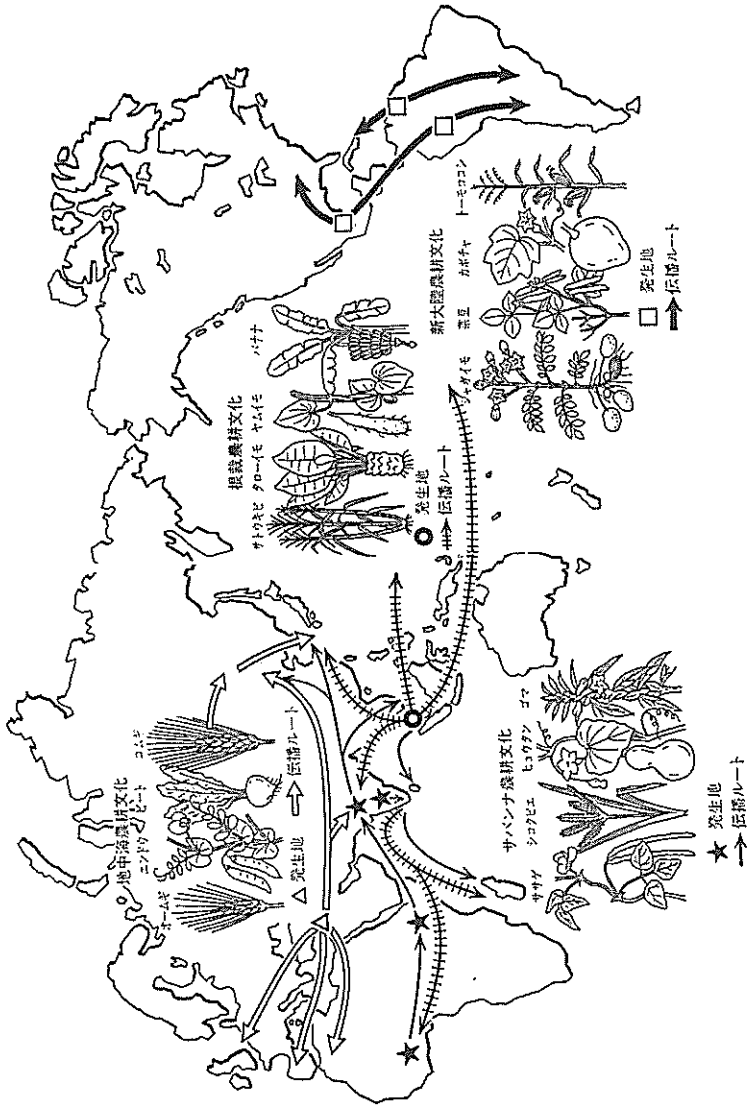 地中海農耕文化
オームギ エンドウ ビート コムギ
△ 発生地 ⇨ 伝播ルート
根栽農耕文化
サトウキビ タローイモ ヤムイモ バナナ
発生地
伝播ルート
サバンナ農耕文化
ササゲ シコクビエ ヒョウタン ゴマ
★ 発生地
→ 伝播ルート
新大陸農耕文化
ジャガイモ 菜豆 カボチャ トーモロコシ
□ 発生地
➡ 伝播ルート